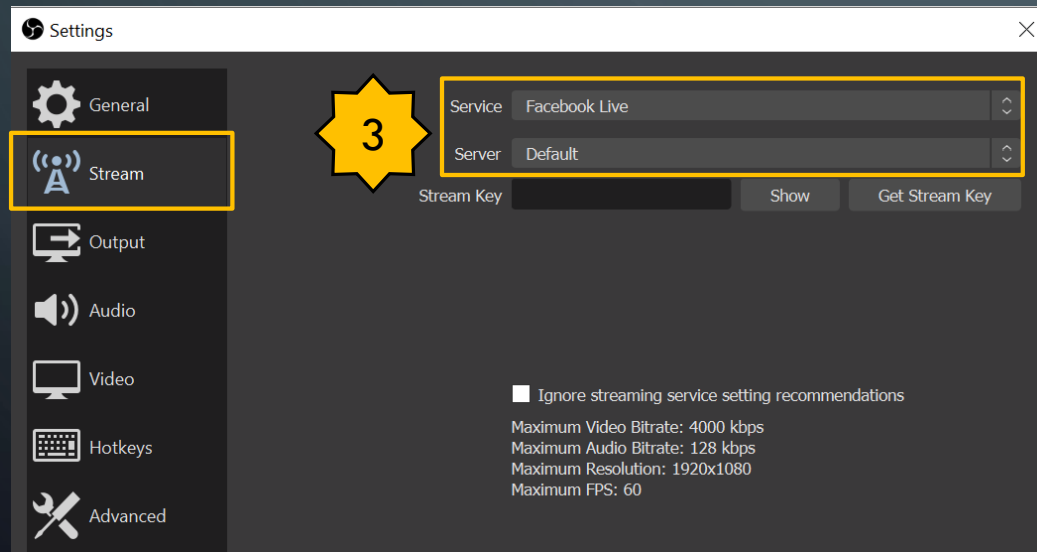 Settings
General
Stream
Output
Audio
Video
Hotkeys
Advanced
3
Service Facebook Live
Server Default
Stream Key Show Get Stream Key
Ignore streaming service setting recommendations
Maximum Video Bitrate: 4000 kbps
Maximum Audio Bitrate: 128 kbps
Maximum Resolution: 1920x1080
Maximum FPS: 60